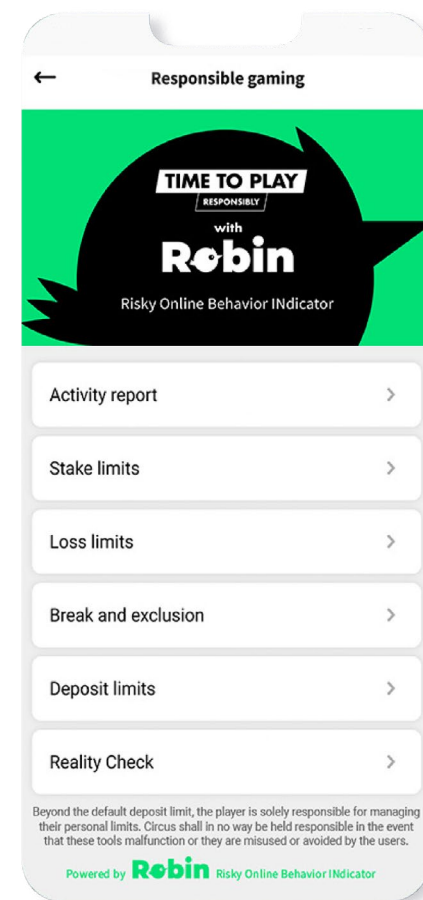 Responsible gaming
TIME TO PLAY
RESPONSIBLY
with
Robin
Risky Online Behavior INdicator
Activity report
Stake limits
Loss limits
Break and exclusion
Deposit limits
Reality Check
Beyond the default deposit limit, the player is solely responsible for managing
their personal limits. Circus shall in no way be held responsible in the event
that these tools malfunction or they are misused or avoided by the users.
Powered by Robin Risky Online Behavior INdicator